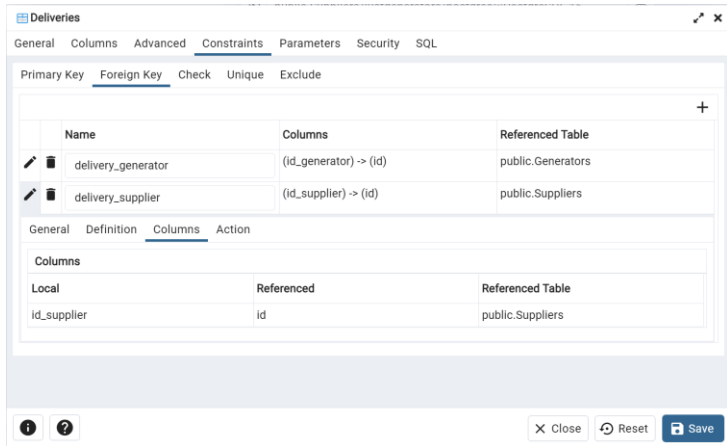 Deliveries
General Columns Advanced Constraints Parameters Security SQL
Primary Key Foreign Key Check Unique Exclude
Name Columns Referenced Table
delivery_generator (id_generator) -> (id) public.Generators
delivery_supplier (id_supplier) -> (id) public.Suppliers
General Definition Columns Action
Columns
Local Referenced Referenced Table
id_supplier id public.Suppliers
Close Reset Save